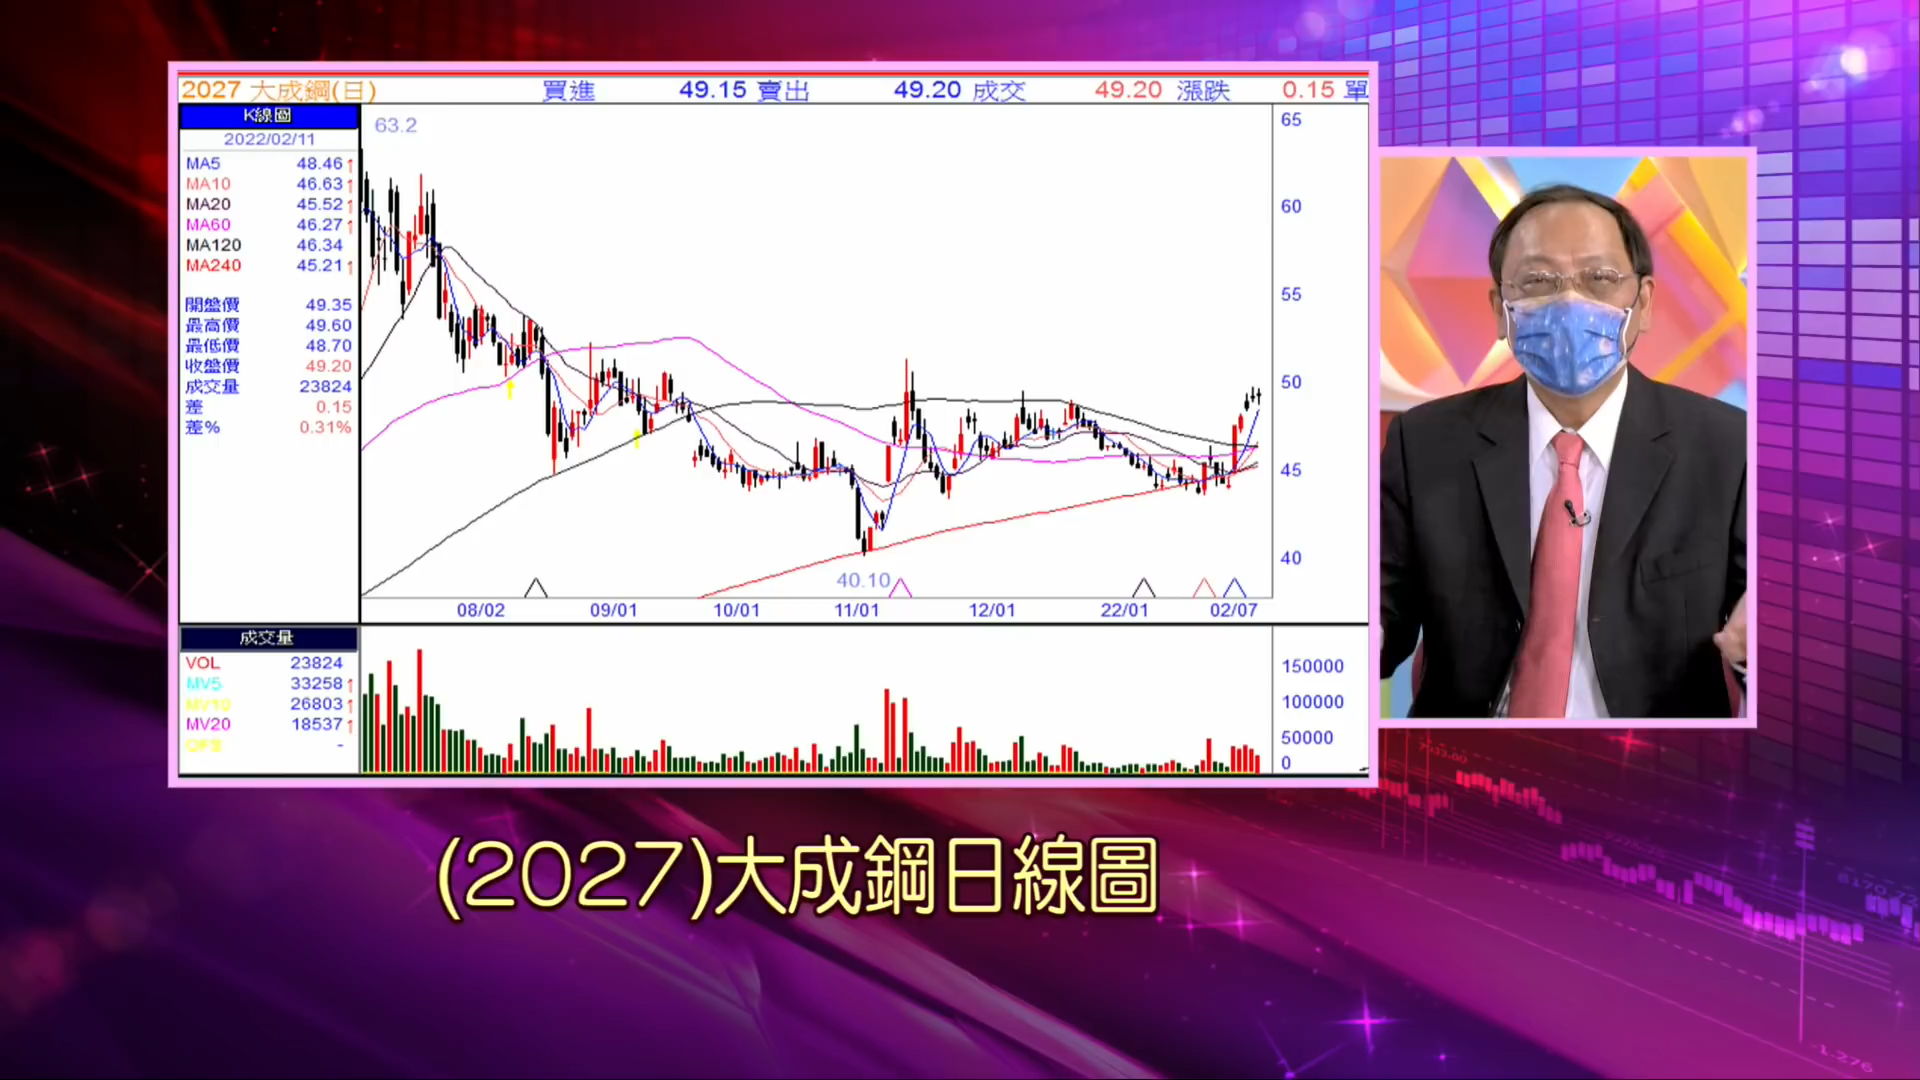 2027 大成鋼(日) 買進 49.15 賣出 49.20 成交 49.20 漲跌 0.15 單
K線圖
2022/02/11
MA5 48.46↑
MA10 46.63↑
MA20 45.52↑
MA60 46.27↑
MA120 46.34
MA240 45.21↑
開盤價 49.35
最高價 49.60
最低價 48.70
收盤價 49.20
成交量 23824
差 0.15
差% 0.31%
63.2
40.10
65
60
55
50
45
40
08/02 09/01 10/01 11/01 12/01 22/01 02/07
成交量
VOL 23824
MV5 33258↑
MV10 26803↑
MV20 18537↑
-
150000
100000
50000
0
(2027)大成鋼日線圖